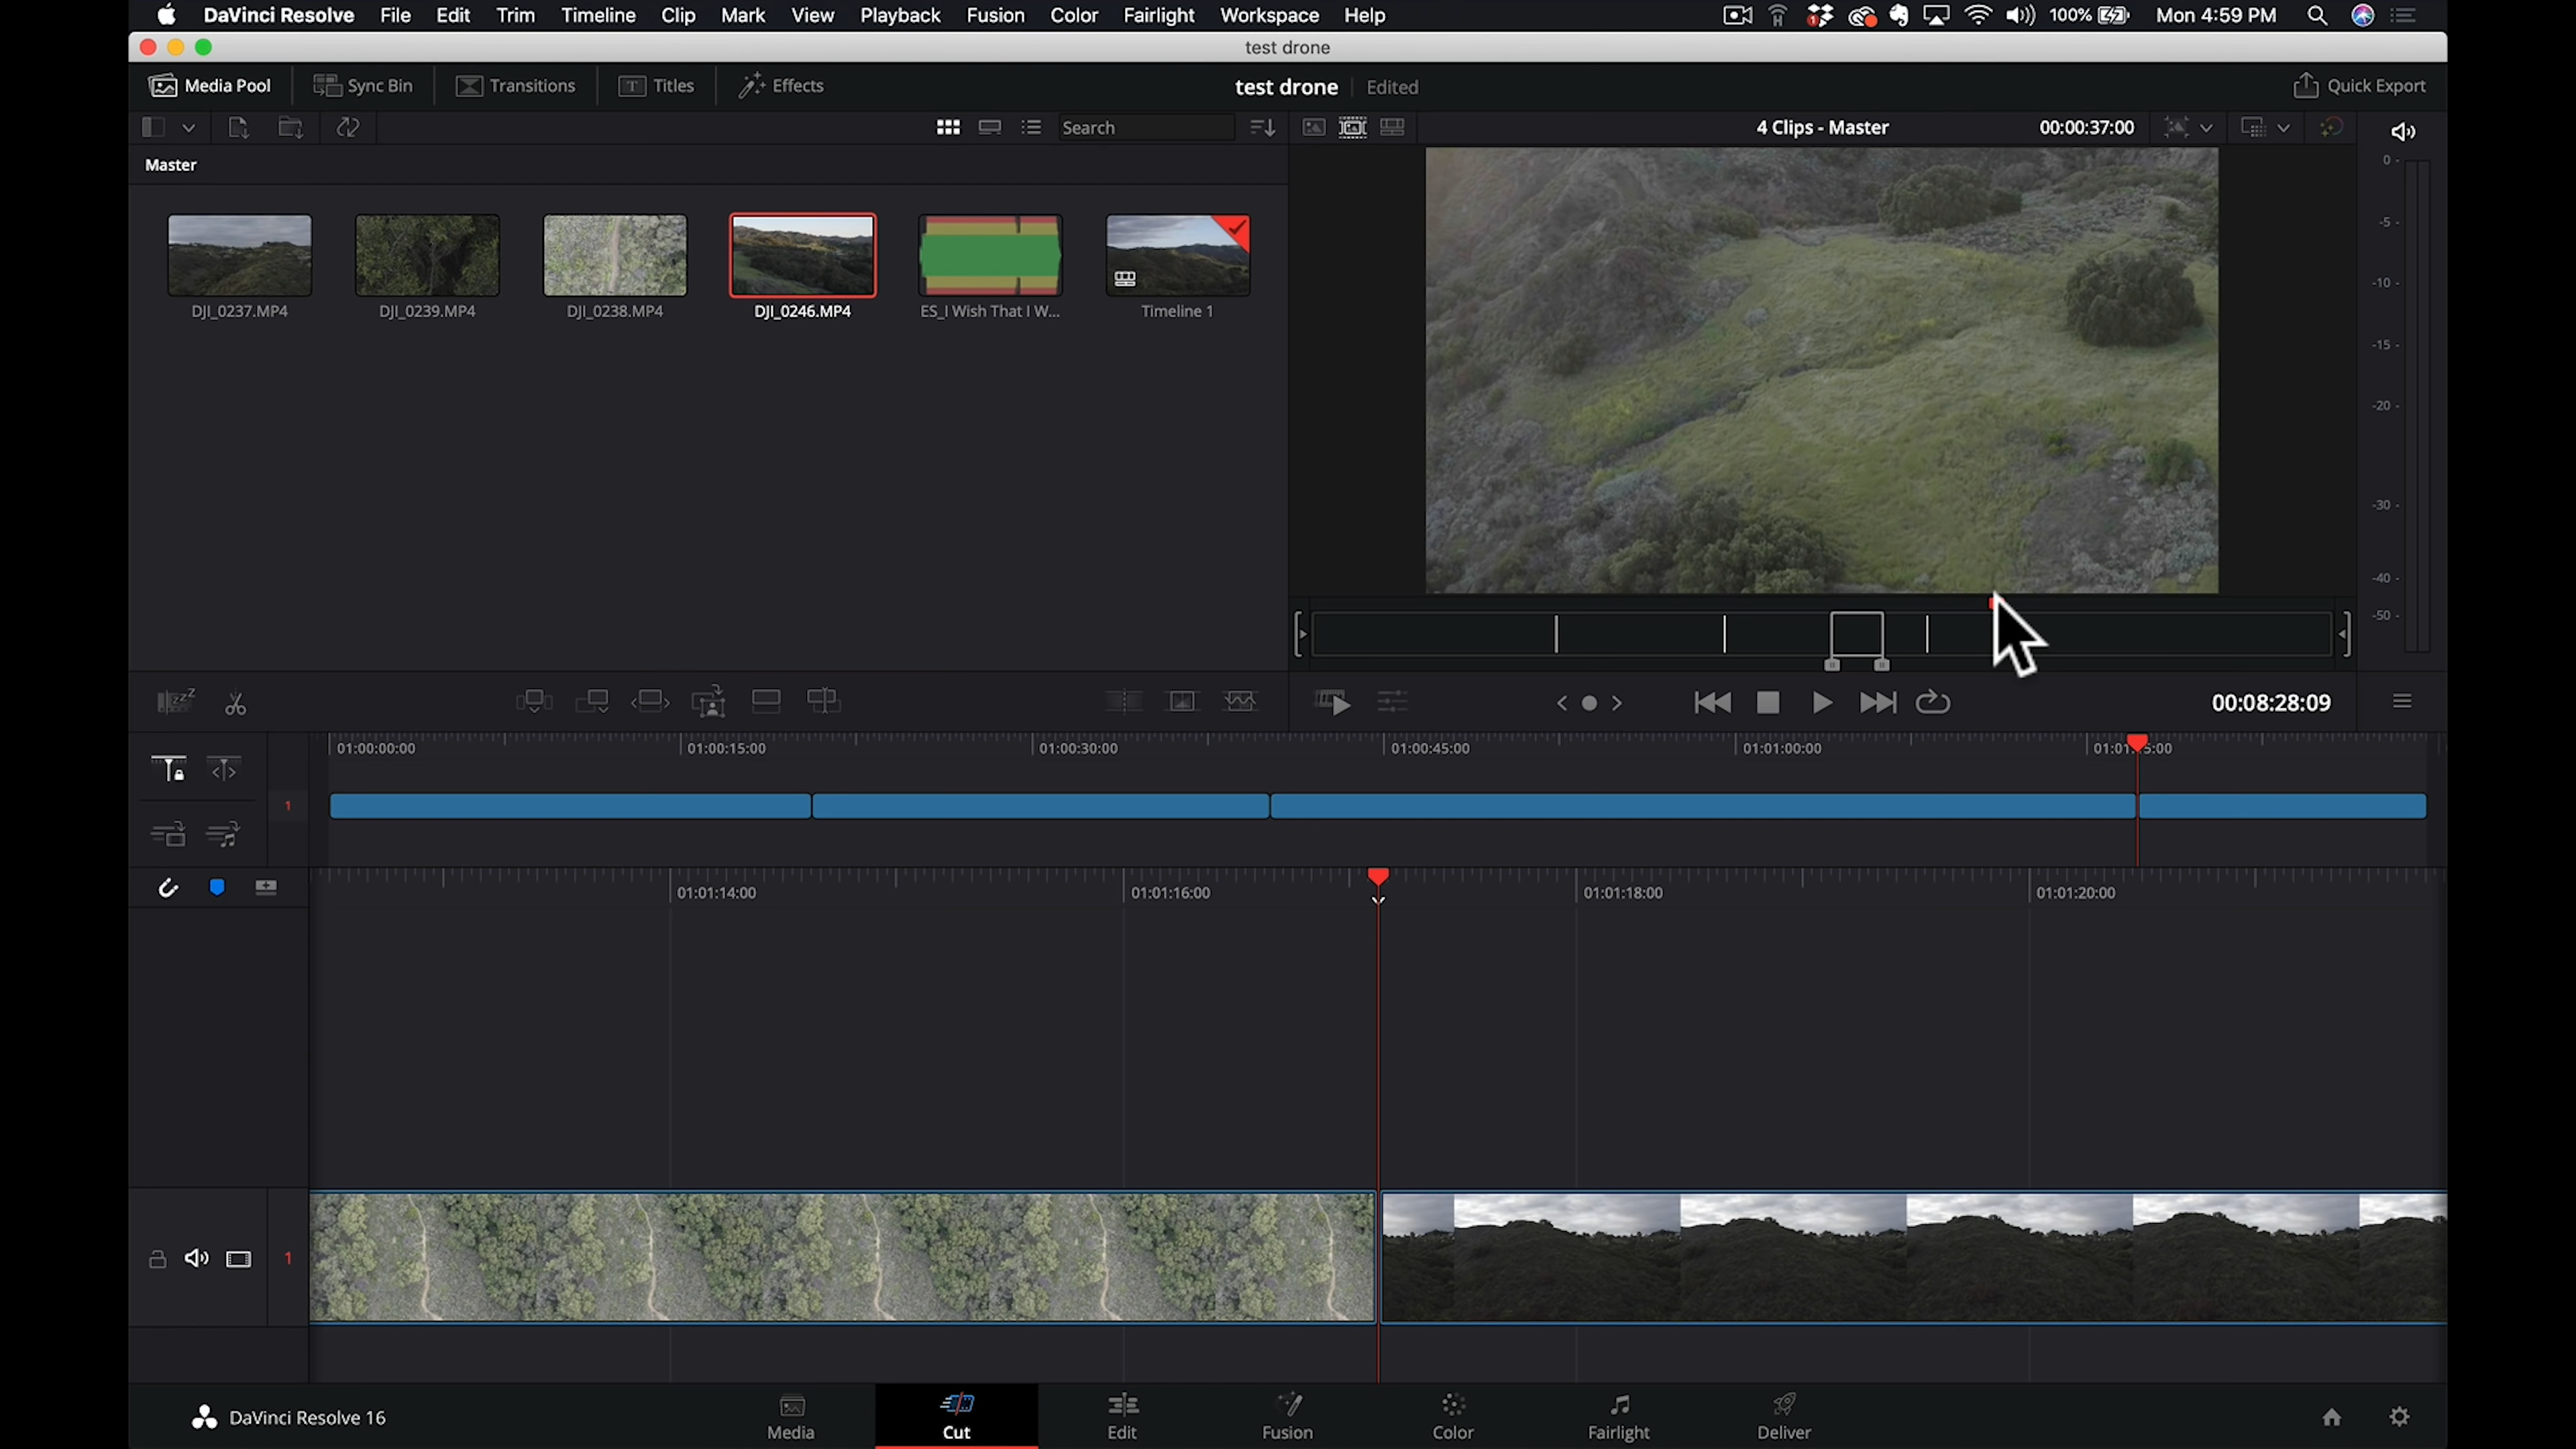 DaVinci Resolve File Edit Trim Timeline Clip Mark View Playback Fusion Color Fairlight Workspace Help 1 100% Mon 4:59 PM
test drone
Media Pool Sync Bin Transitions Titles Effects test drone Edited Quick Export
Search 4 Clips - Master 00:00:37:00
Master
DJI_0237.MP4 DJI_0239.MP4 DJI_0238.MP4 DJI_0246.MP4 ES_I Wish That I W... Timeline 1
0 -
-5 -
-10 -
-15 -
-20 -
-30 -
-40 -
-50 -
00:08:28:09
01:00:00:00 01:00:15:00 01:00:30:00 01:00:45:00 01:01:00:00
1
01:01:14:00 01:01:16:00 01:01:18:00 01:01:20:00
1
DaVinci Resolve 16 Media Cut Edit Fusion Color Fairlight Deliver